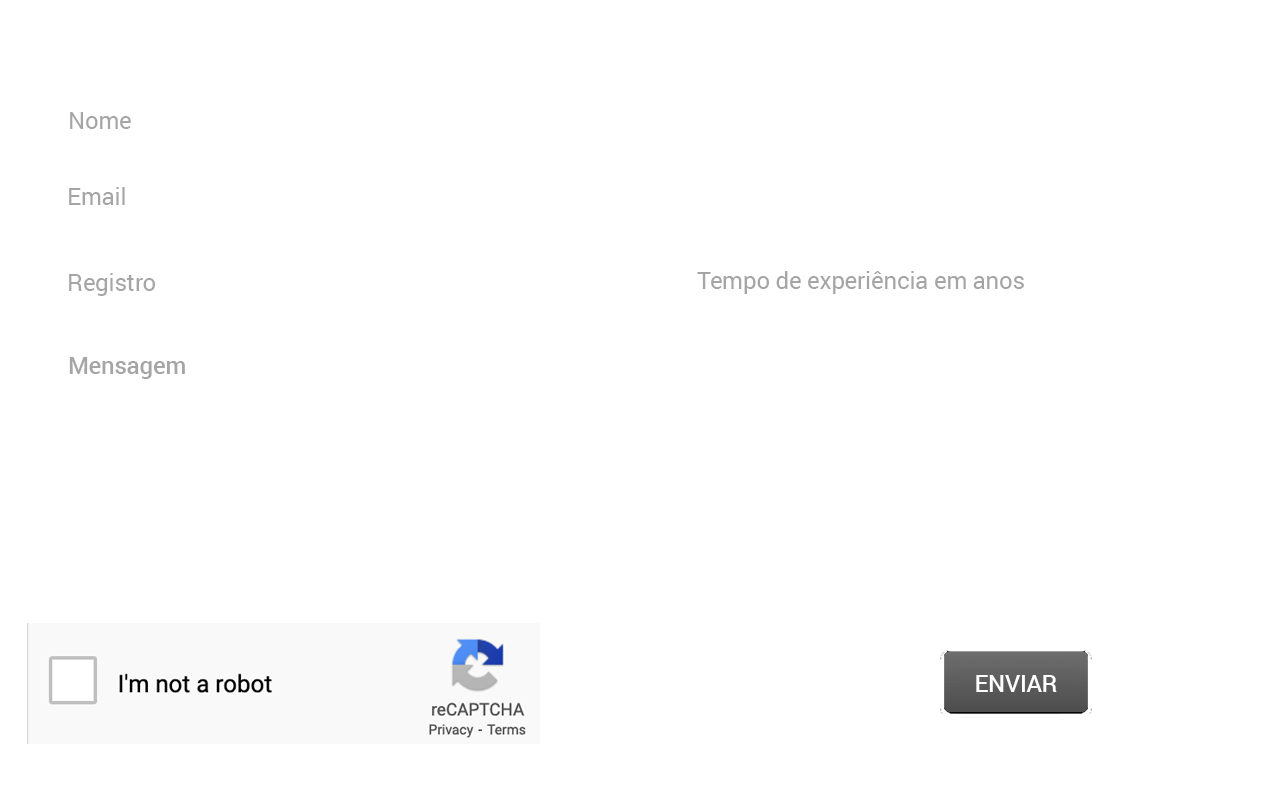 Nome
Email
Registro
Tempo de experiência em anos
Mensagem
I'm not a robot
reCAPTCHA
Privacy - Terms
ENVIAR